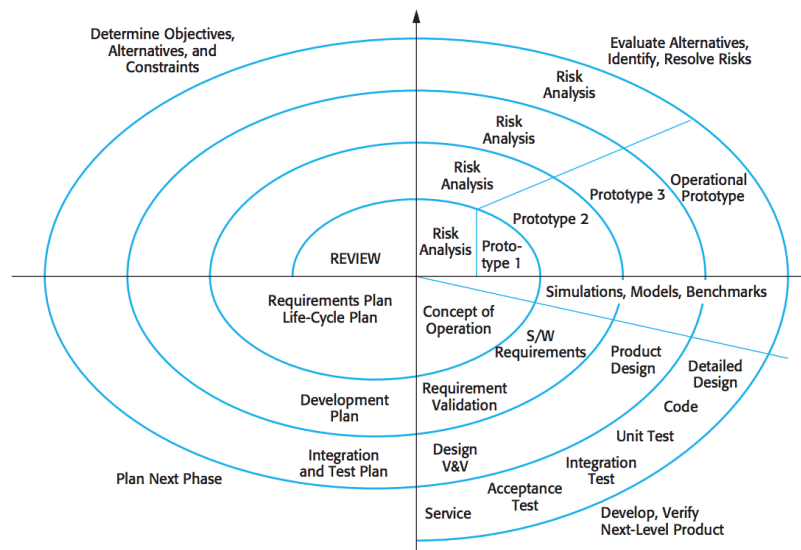 Determine Objectives,
Alternatives, and
Constraints
Evaluate Alternatives,
Identify, Resolve Risks
Risk
Analysis
Risk
Analysis
Risk
Analysis
Risk
Analysis
REVIEW
Proto-
type 1
Prototype 2
Prototype 3
Operational
Prototype
Simulations, Models, Benchmarks
Requirements Plan
Life-Cycle Plan
Concept of
Operation
S/W
Requirements
Product
Design
Detailed
Design
Development
Plan
Requirement
Validation
Code
Unit Test
Integration
and Test Plan
Design
V&V
Integration
Test
Acceptance
Test
Service
Plan Next Phase
Develop, Verify
Next-Level Product